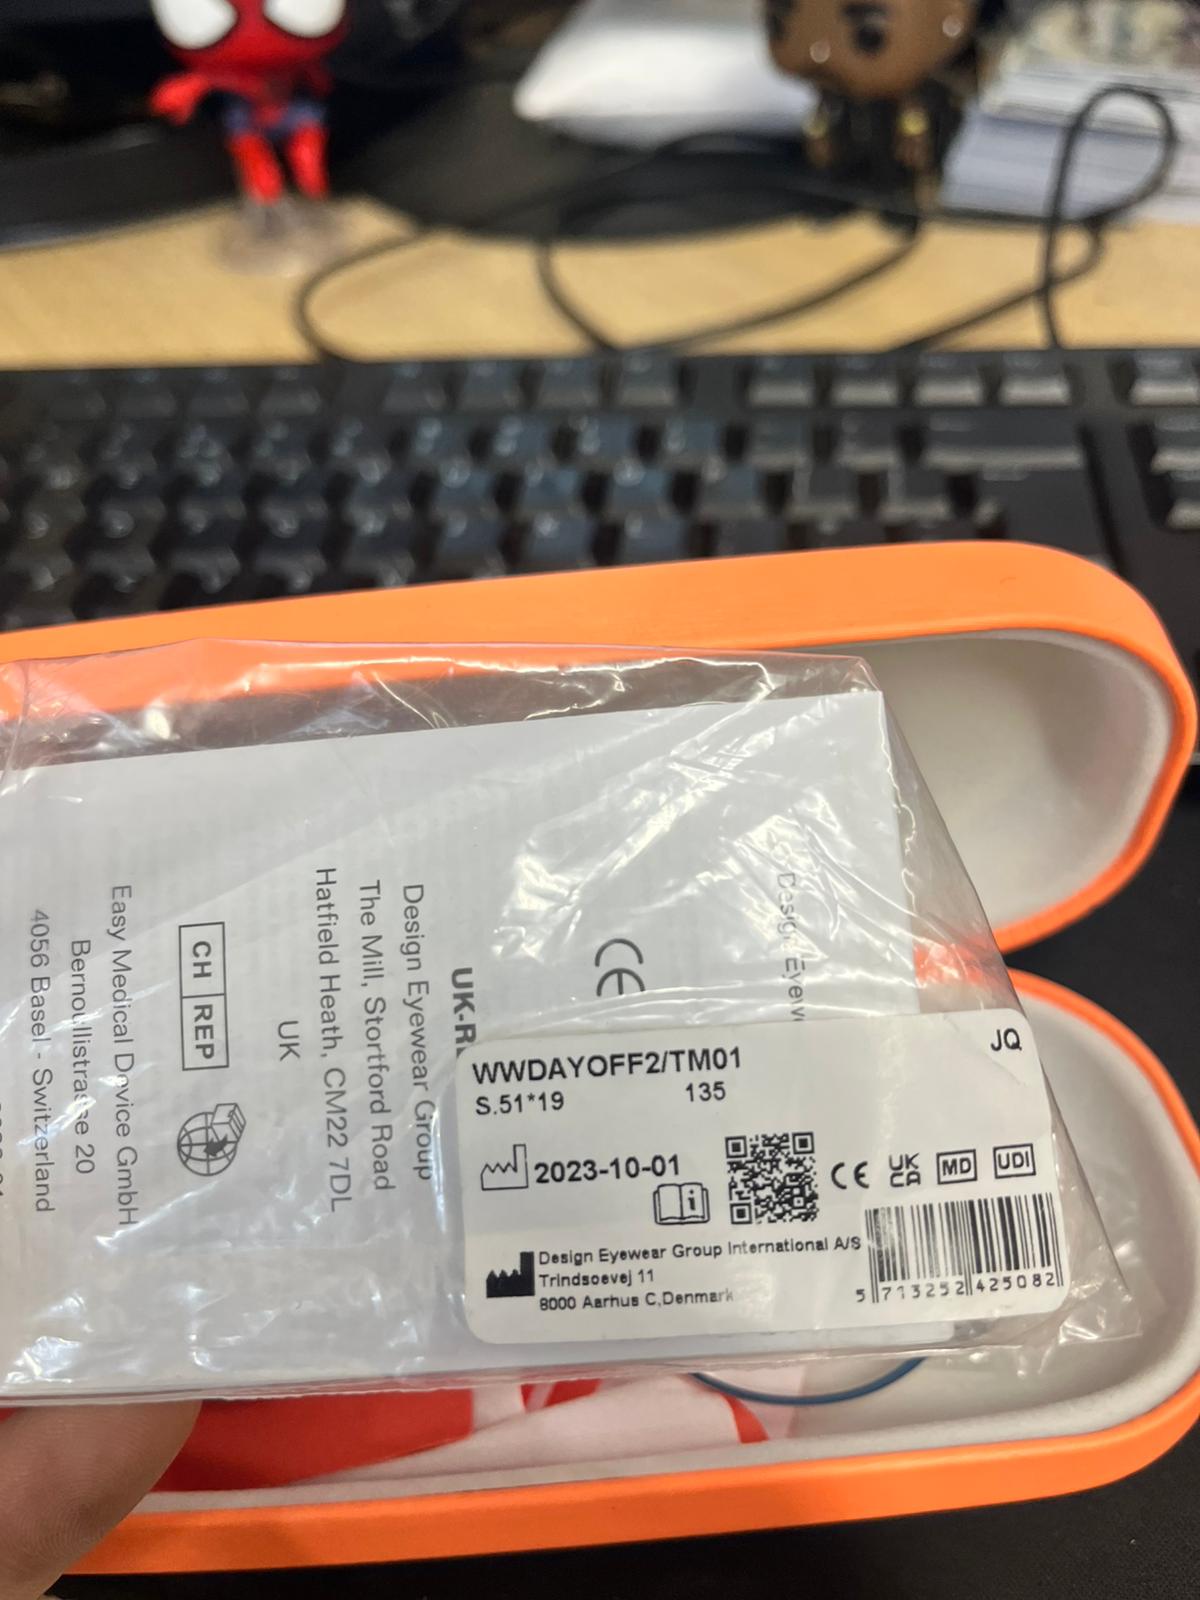 Design Eyew
CE
UK-R
Design Eyewear Group
The Mill, Stortford Road
Hatfield Heath, CM22 7DL
UK
CH REP
Easy Medical Device GmbH
Bernoullistrasse 20
4056 Basel - Switzerland
JQ
WWDAYOFF2/TM01
S.51*19 135
2023-10-01
CE UK CA MD UDI
Design Eyewear Group International A/S
Trindsoevej 11
8000 Aarhus C,Denmark
5 713252 425082